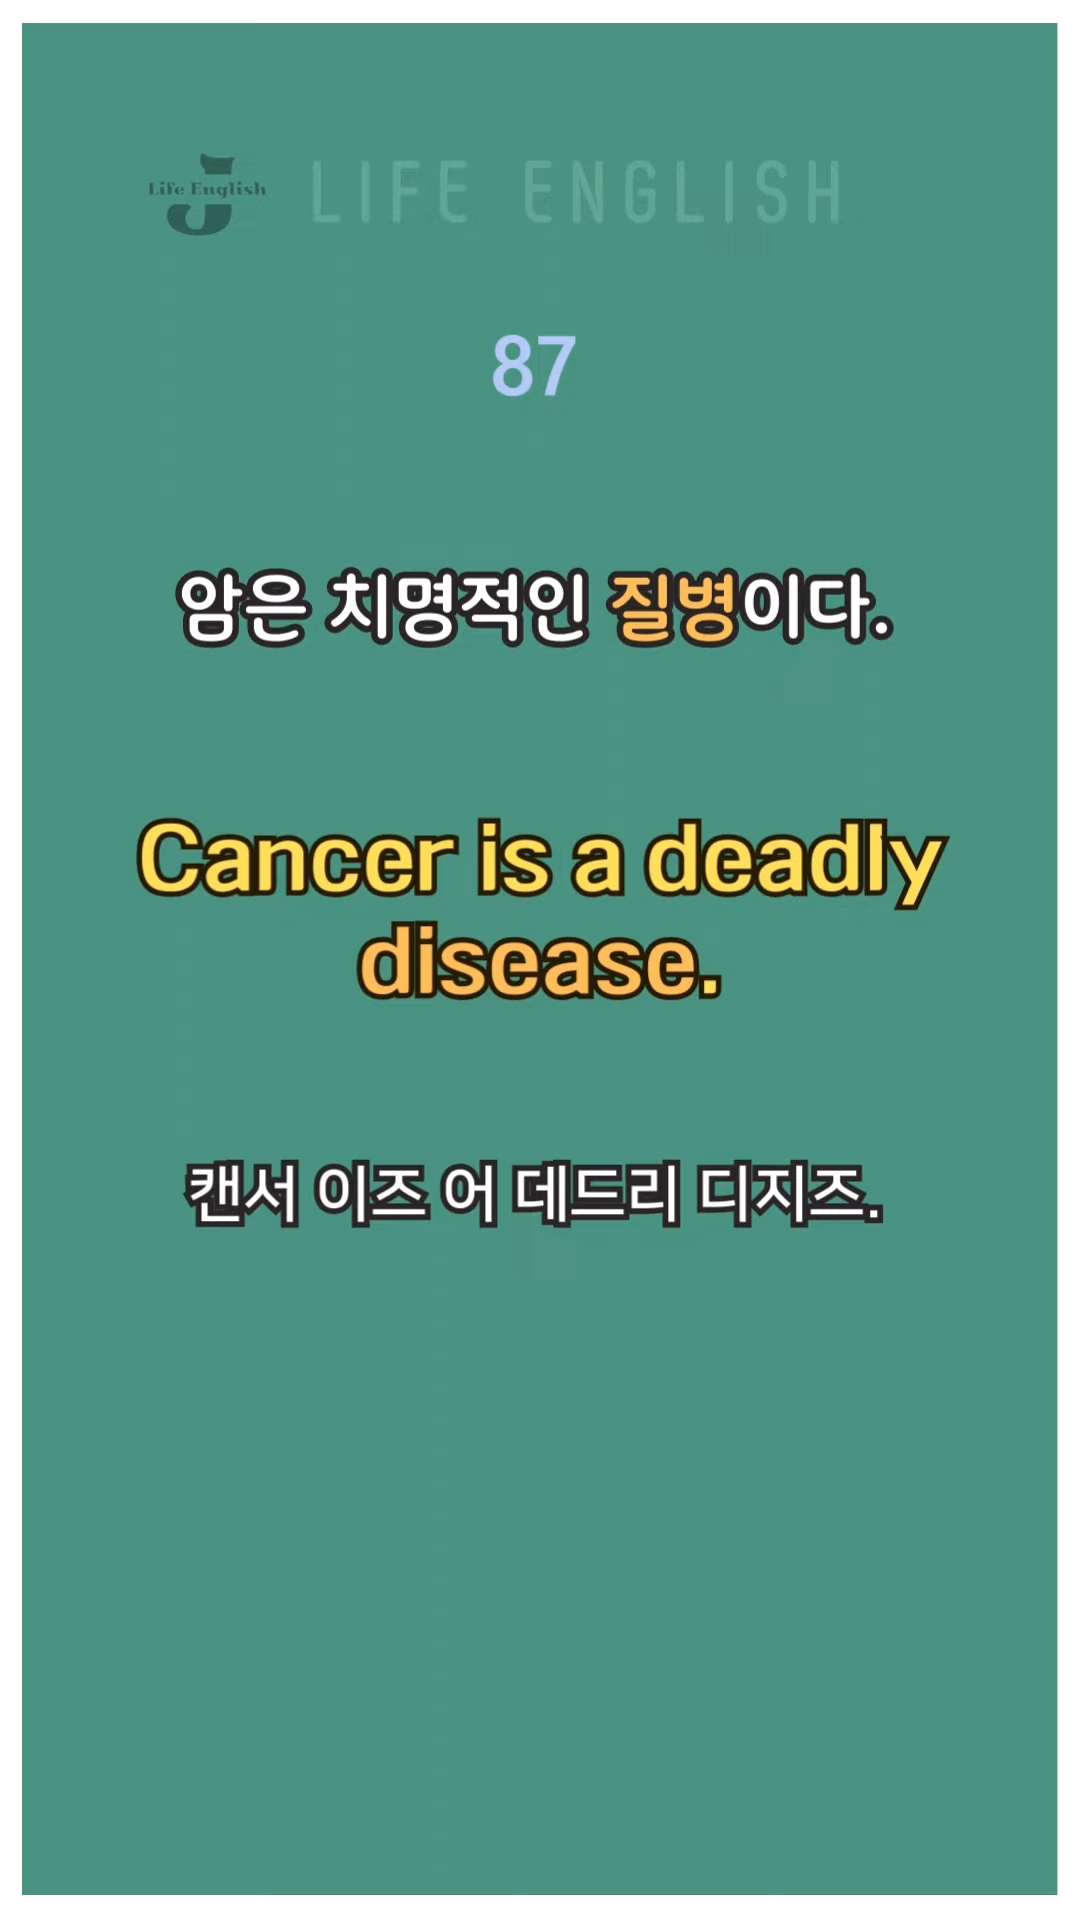 Life English
LIFE ENGLISH
87
암은 치명적인 질병이다.
Cancer is a deadly
disease.
캔서 이즈 어 데드리 디지즈.